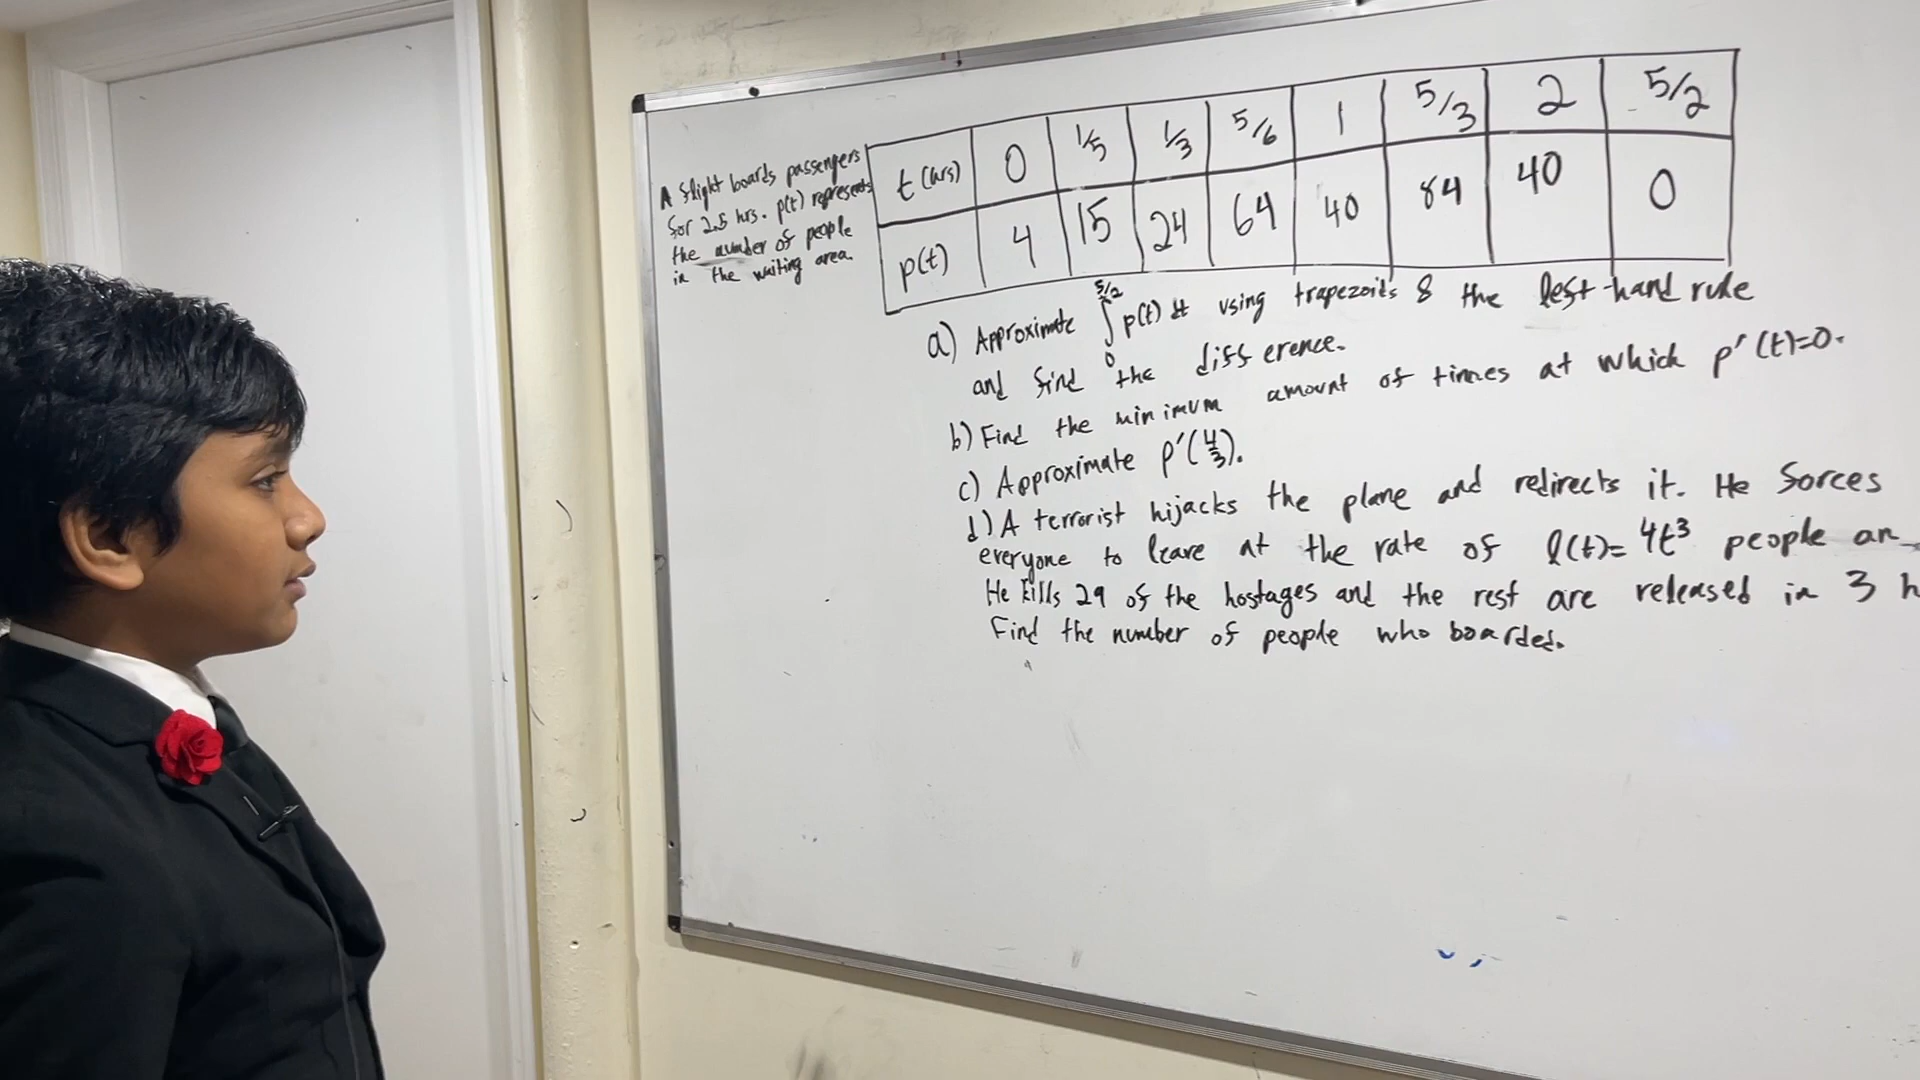 A flight boards passengers
for 2.5 hrs. p(t) represents
the number of people
in the waiting area.
t (hrs) 0 1/5 1/3 5/6 1 5/3 2 5/2
p(t) 4 15 24 64 40 84 40 0
a) Approximate ∫₀^{5/2} p(t) dt using trapezoids & the left-hand rule
and find the difference.
b) Find the minimum amount of times at which p'(t)=0.
c) Approximate p'(4/3).
d) A terrorist hijacks the plane and redirects it. He forces
everyone to leave at the rate of l(t)= 4t³ people an
He kills 29 of the hostages and the rest are released in 3 h
Find the number of people who boarded.